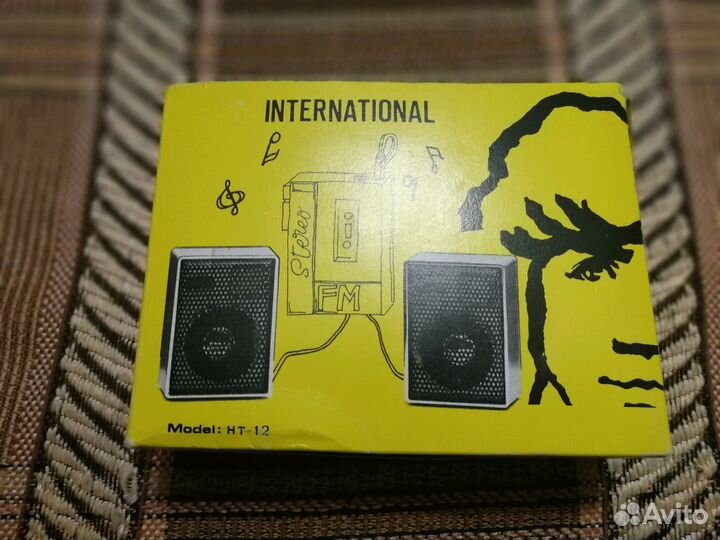 INTERNATIONAL
Stereo
FM
Model: HT-12
Avito